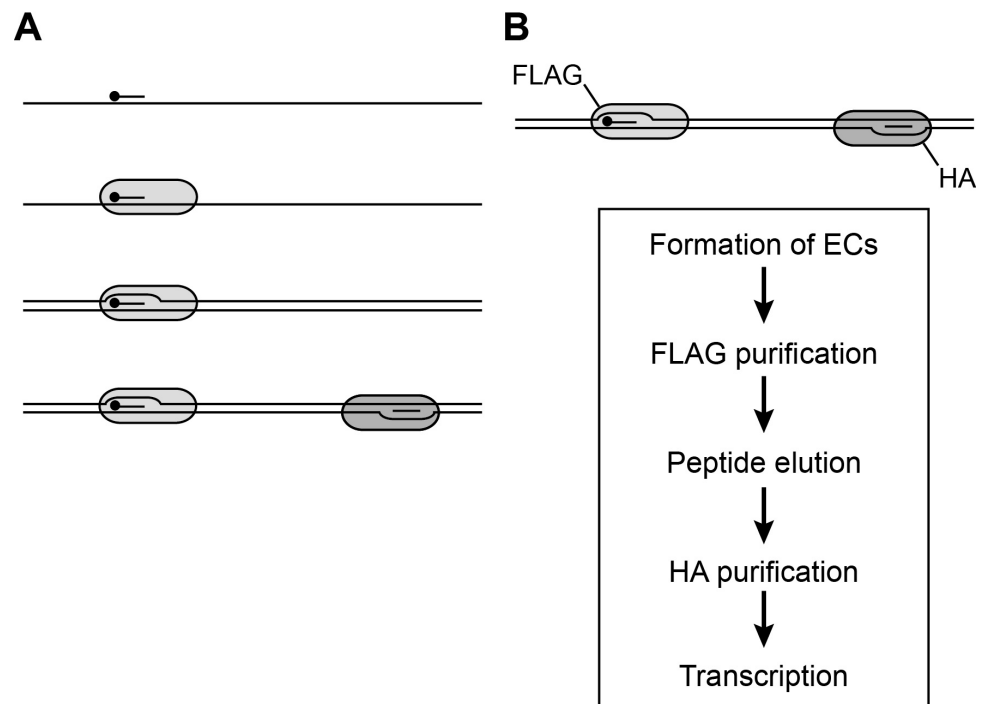 A
B
FLAG
HA
Formation of ECs
FLAG purification
Peptide elution
HA purification
Transcription